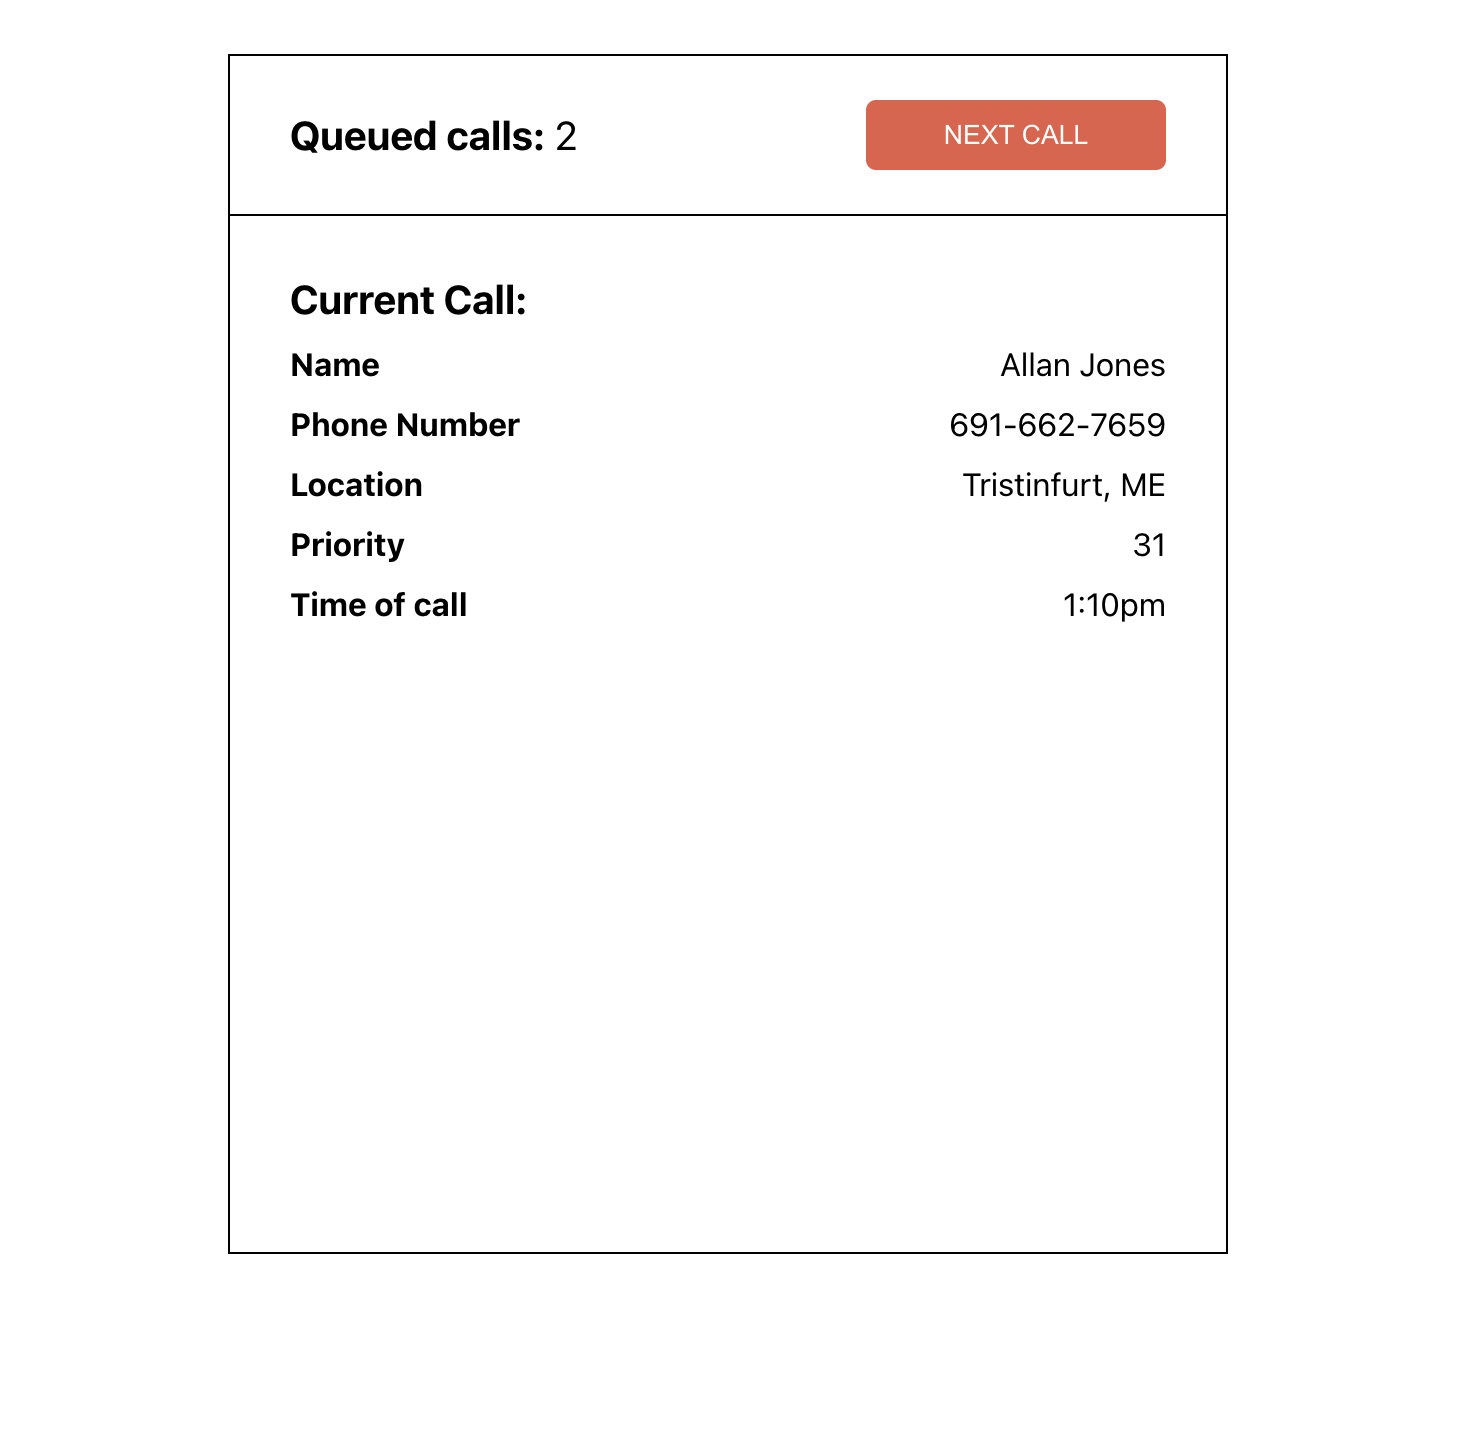 Queued calls: 2
NEXT CALL
Current Call:
Name Allan Jones
Phone Number 691-662-7659
Location Tristinfurt, ME
Priority 31
Time of call 1:10pm